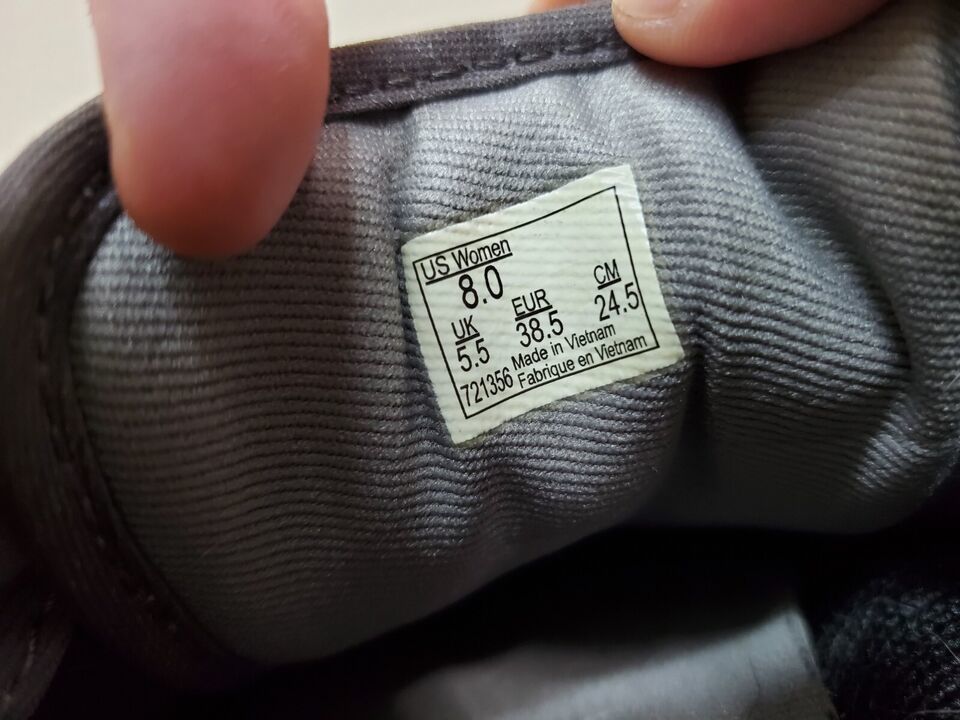 US Women
8.0
UK EUR CM
5.5 38.5 24.5
Made in Vietnam
721356 Fabrique en Vietnam